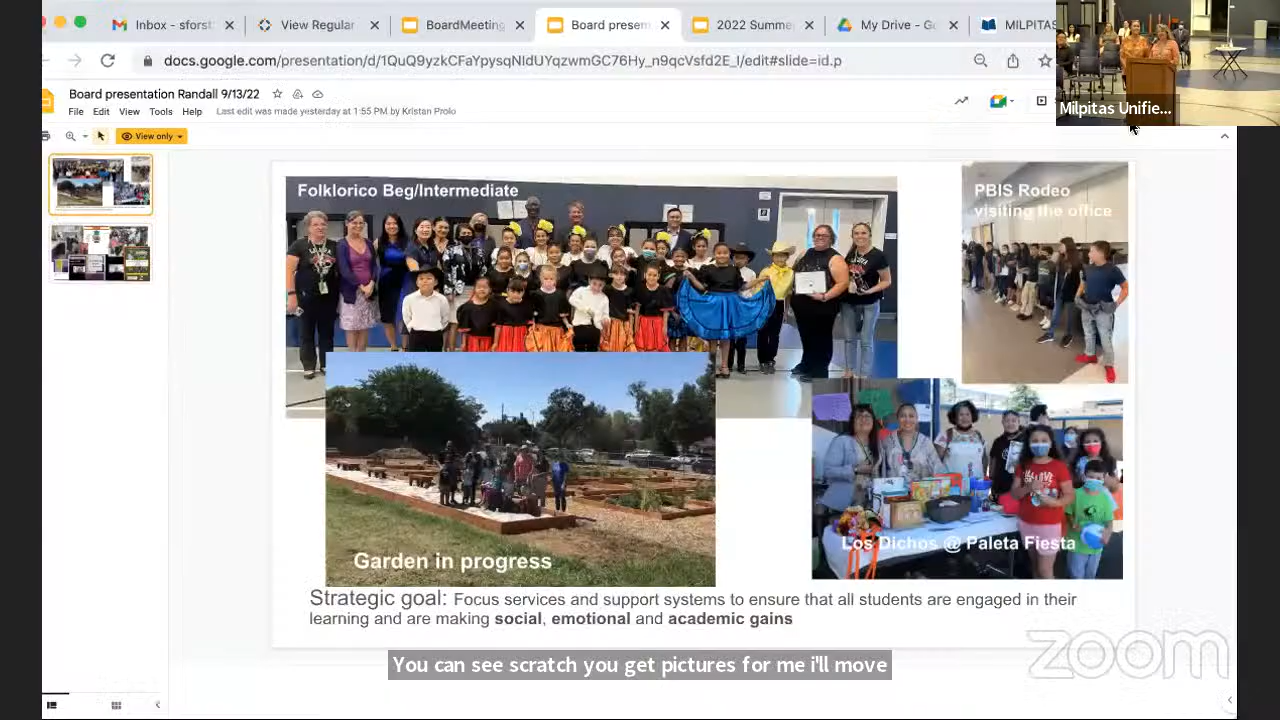 Summ
Inbox - sforst
View Regular
BoardMeeting
Board presen
2022 Summer
My Drive - Go
MILPITAS
docs.google.com/presentation/d/1QuQ9yzkCFaYpysqNIdUYqzwmGC76Hy_n9qcVsfd2E_I/edit#slide=id.p
Milpitas Unifie...
Board presentation Randall 9/13/22
File Edit View Tools Help
Last edit was made yesterday at 1:55 PM by Kristan Prolo
View only
Folklorico Beg/Intermediate
PBIS Rodeo
visiting the office
Garden in progress
Los Dichos @ Paleta Fiesta
Strategic goal: Focus services and support systems to ensure that all students are engaged in their
learning and are making social, emotional and academic gains
You can see scratch you get pictures for me i'll move
zoom